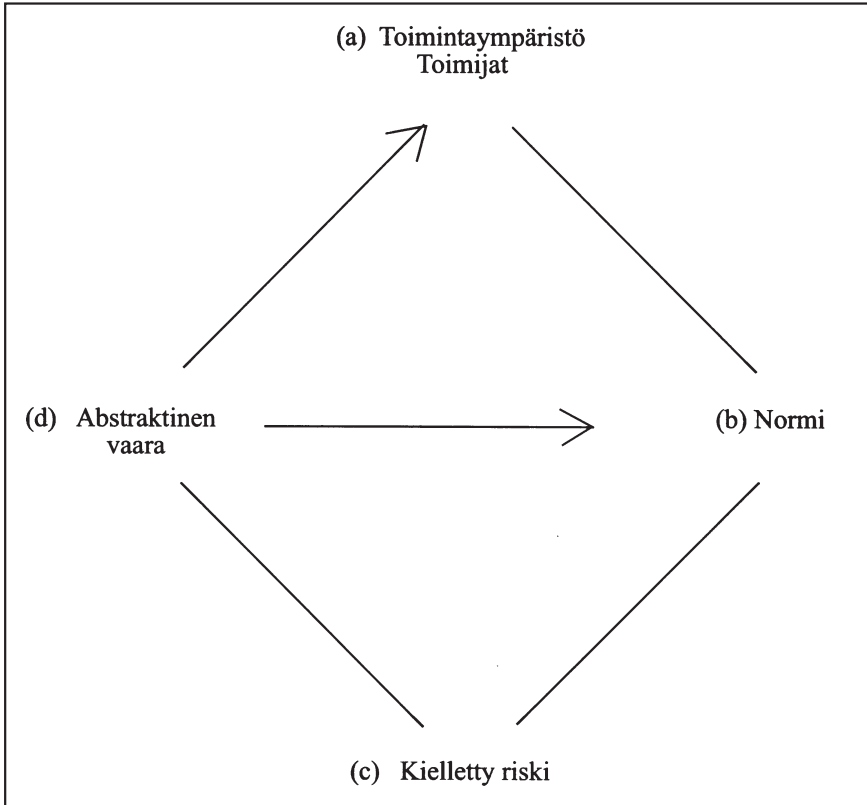 (a) Toimintaympäristö
Toimijat
(d) Abstraktinen
vaara
(b) Normi
(c) Kielletty riski